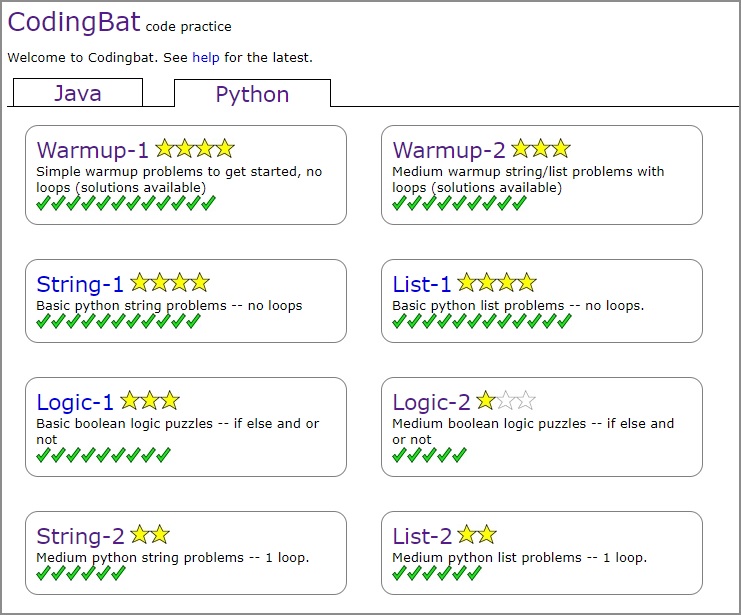 CodingBat code practice
Welcome to Codingbat. See help for the latest.
Java
Python
Warmup-1
Simple warmup problems to get started, no
loops (solutions available)
Warmup-2
Medium warmup string/list problems with
loops (solutions available)
String-1
Basic python string problems -- no loops
List-1
Basic python list problems -- no loops.
Logic-1
Basic boolean logic puzzles -- if else and or
not
Logic-2
Medium boolean logic puzzles -- if else and
or not
String-2
Medium python string problems -- 1 loop.
List-2
Medium python list problems -- 1 loop.